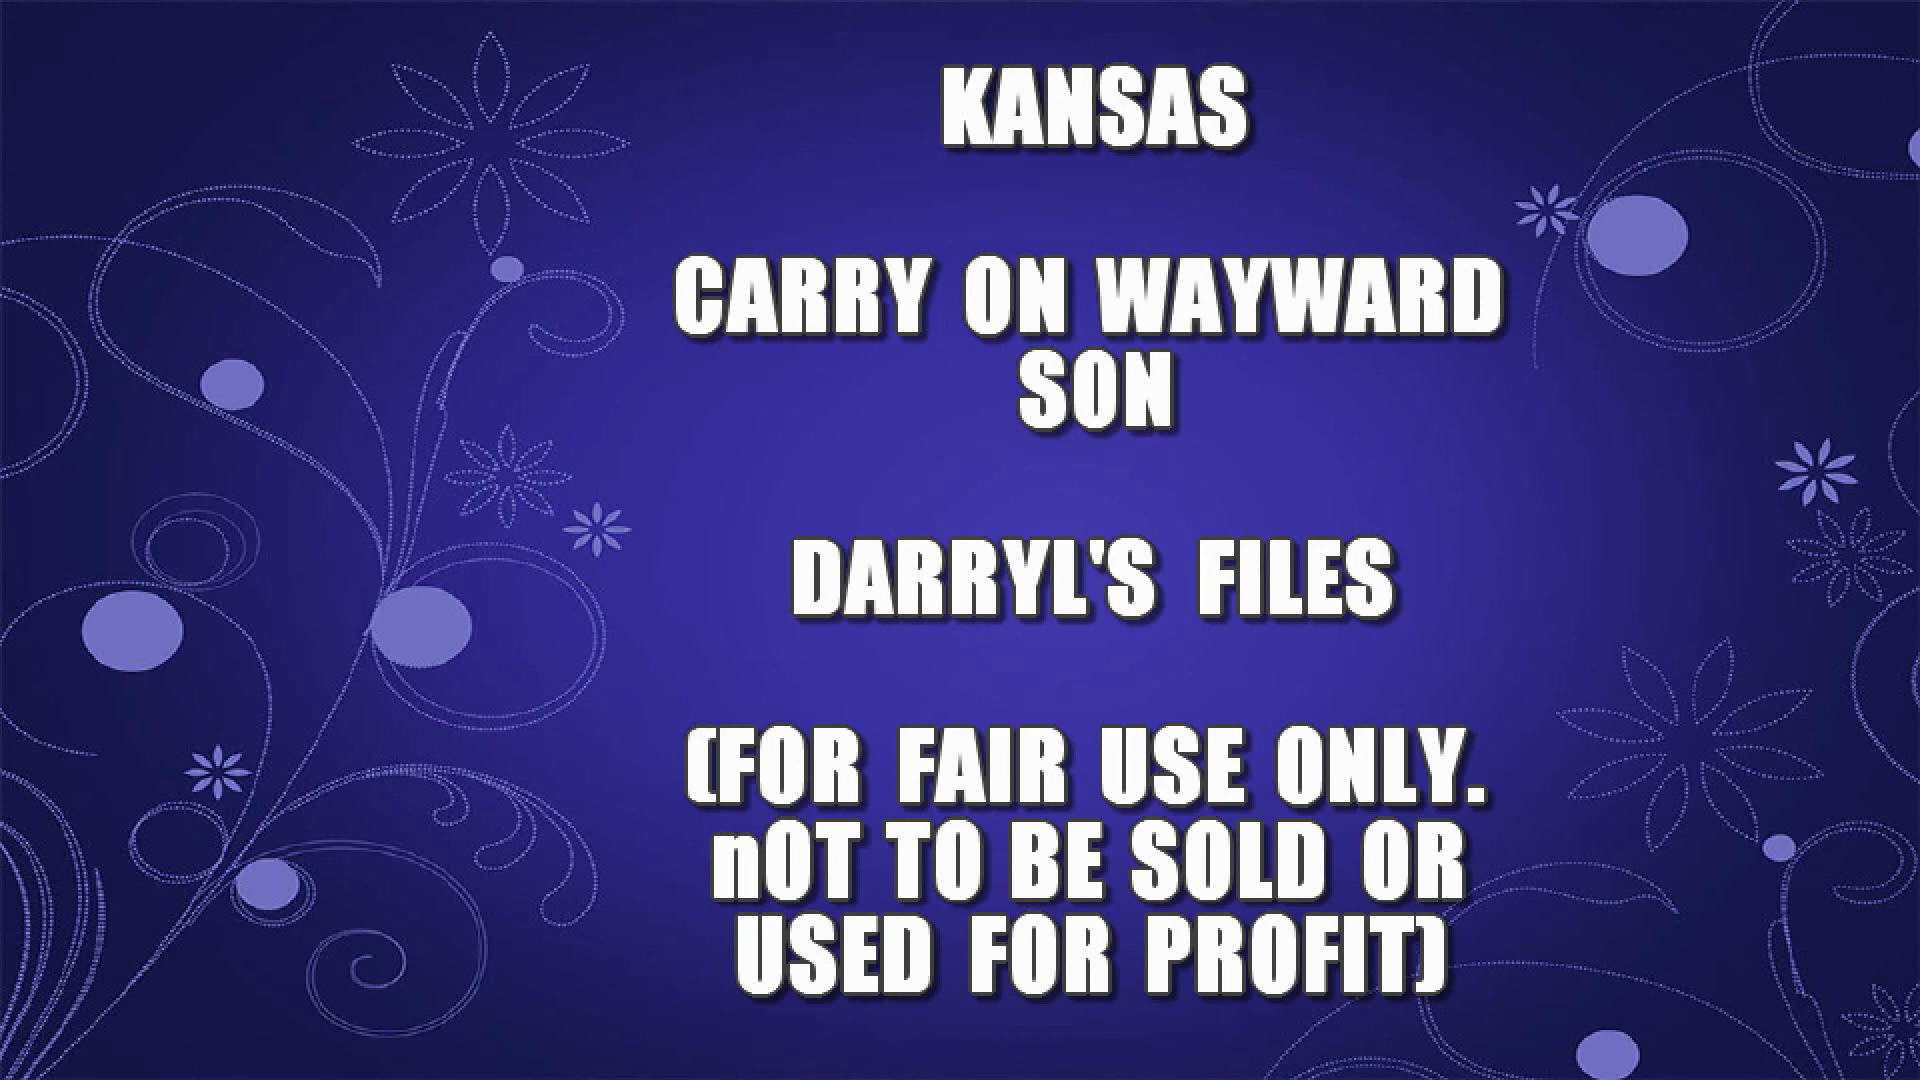 KANSAS
CARRY ON WAYWARD
SON
DARRYL'S FILES
(FOR FAIR USE ONLY.
nOT TO BE SOLD OR
USED FOR PROFIT)